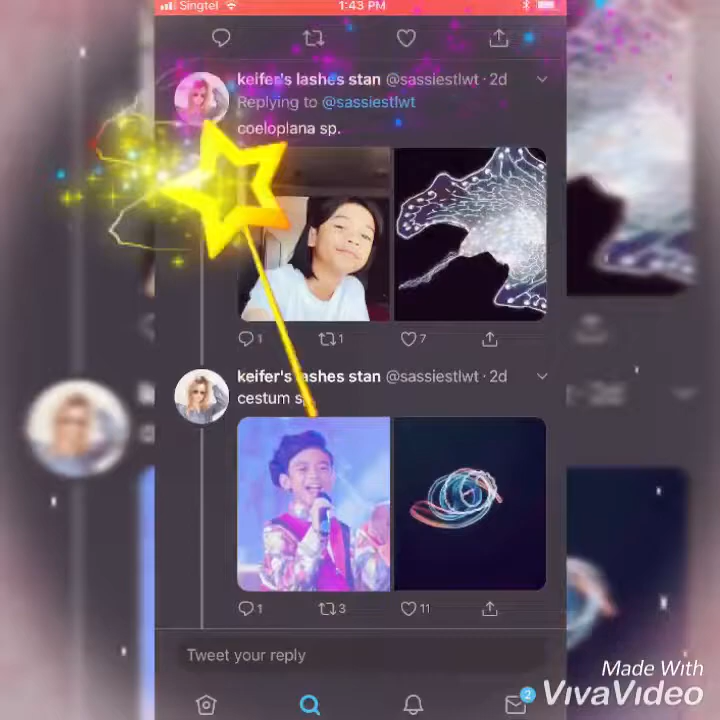 Singtel 1:43 PM
keifer's lashes stan @sassiestlwt · 2d
Replying to @sassiestlwt
coeloplana sp.
1 1 7
keifer's lashes stan @sassiestlwt · 2d
cestum s
1 3 11
Tweet your reply
2
Made With
VivaVideo